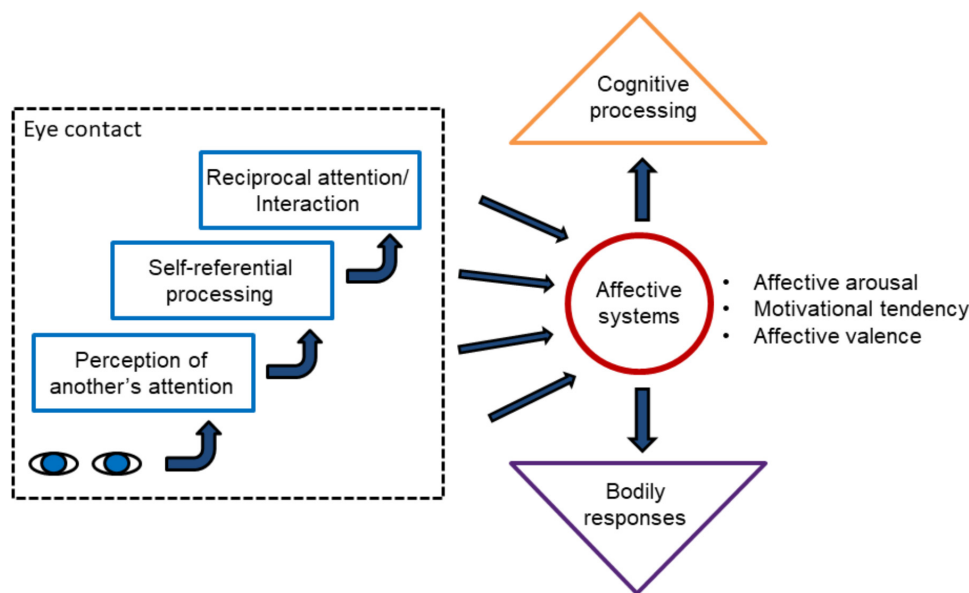 Eye contact
Reciprocal attention/
Interaction
Self-referential
processing
Perception of
another’s attention
Cognitive
processing
Affective
systems
• Affective arousal
• Motivational tendency
• Affective valence
Bodily
responses